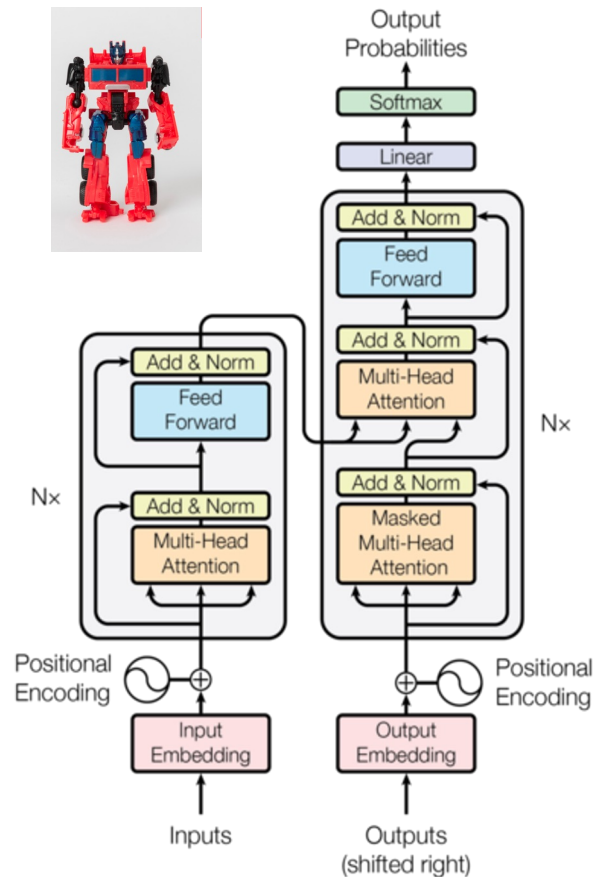 Output
Probabilities
Softmax
Linear
Add & Norm
Feed
Forward
Add & Norm
Multi-Head
Attention
Add & Norm
Masked
Multi-Head
Attention
N×
Add & Norm
Feed
Forward
Add & Norm
Multi-Head
Attention
N×
Positional
Encoding
Positional
Encoding
Input
Embedding
Output
Embedding
Inputs
Outputs
(shifted right)